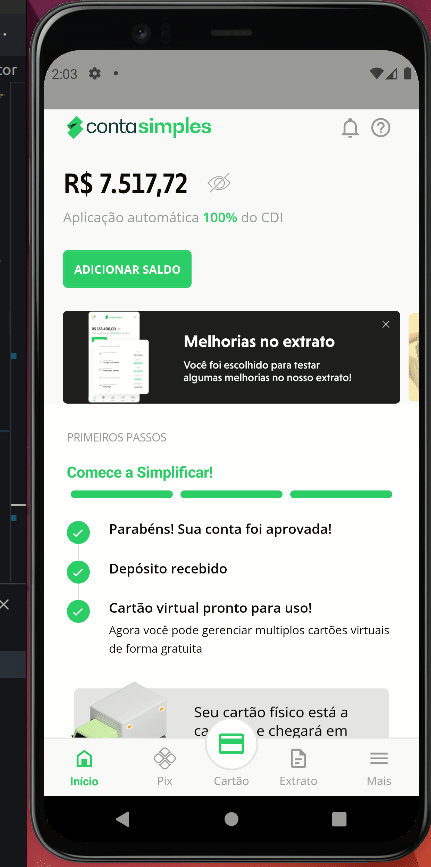 tor
2:03
contasimples
R$ 7.517,72
Aplicação automática 100% do CDI
ADICIONAR SALDO
Melhorias no extrato
Você foi escolhido para testar
algumas melhorias no nosso extrato!
PRIMEIROS PASSOS
Comece a Simplificar!
Parabéns! Sua conta foi aprovada!
Depósito recebido
Cartão virtual pronto para uso!
Agora você pode gerenciar multiplos cartões virtuais
de forma gratuita
Seu cartão físico está a
e chegará em
Início
Pix
Cartão
Extrato
Mais